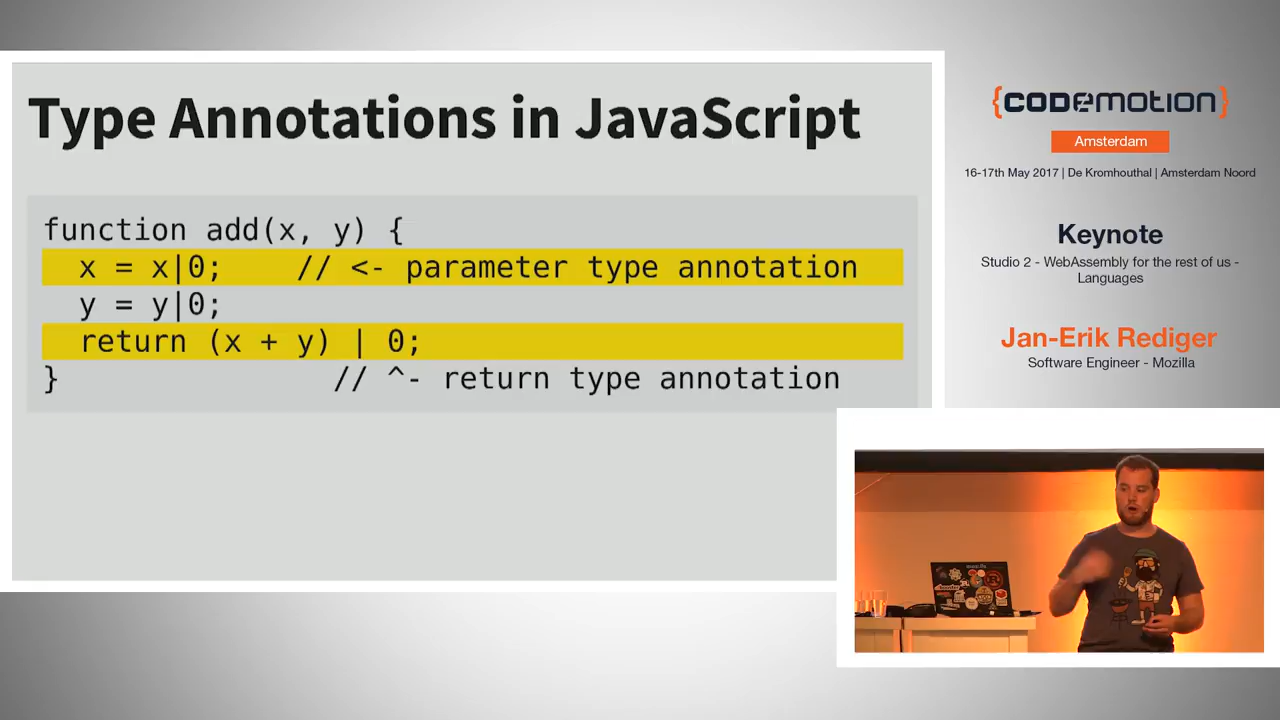 Type Annotations in JavaScript
function add(x, y) {
x = x|0; // <- parameter type annotation
y = y|0;
return (x + y) | 0;
} // ^- return type annotation
{CODEMOTION}
Amsterdam
16-17th May 2017 | De Kromhouthal | Amsterdam Noord
Keynote
Studio 2 - WebAssembly for the rest of us -
Languages
Jan-Erik Rediger
Software Engineer - Mozilla